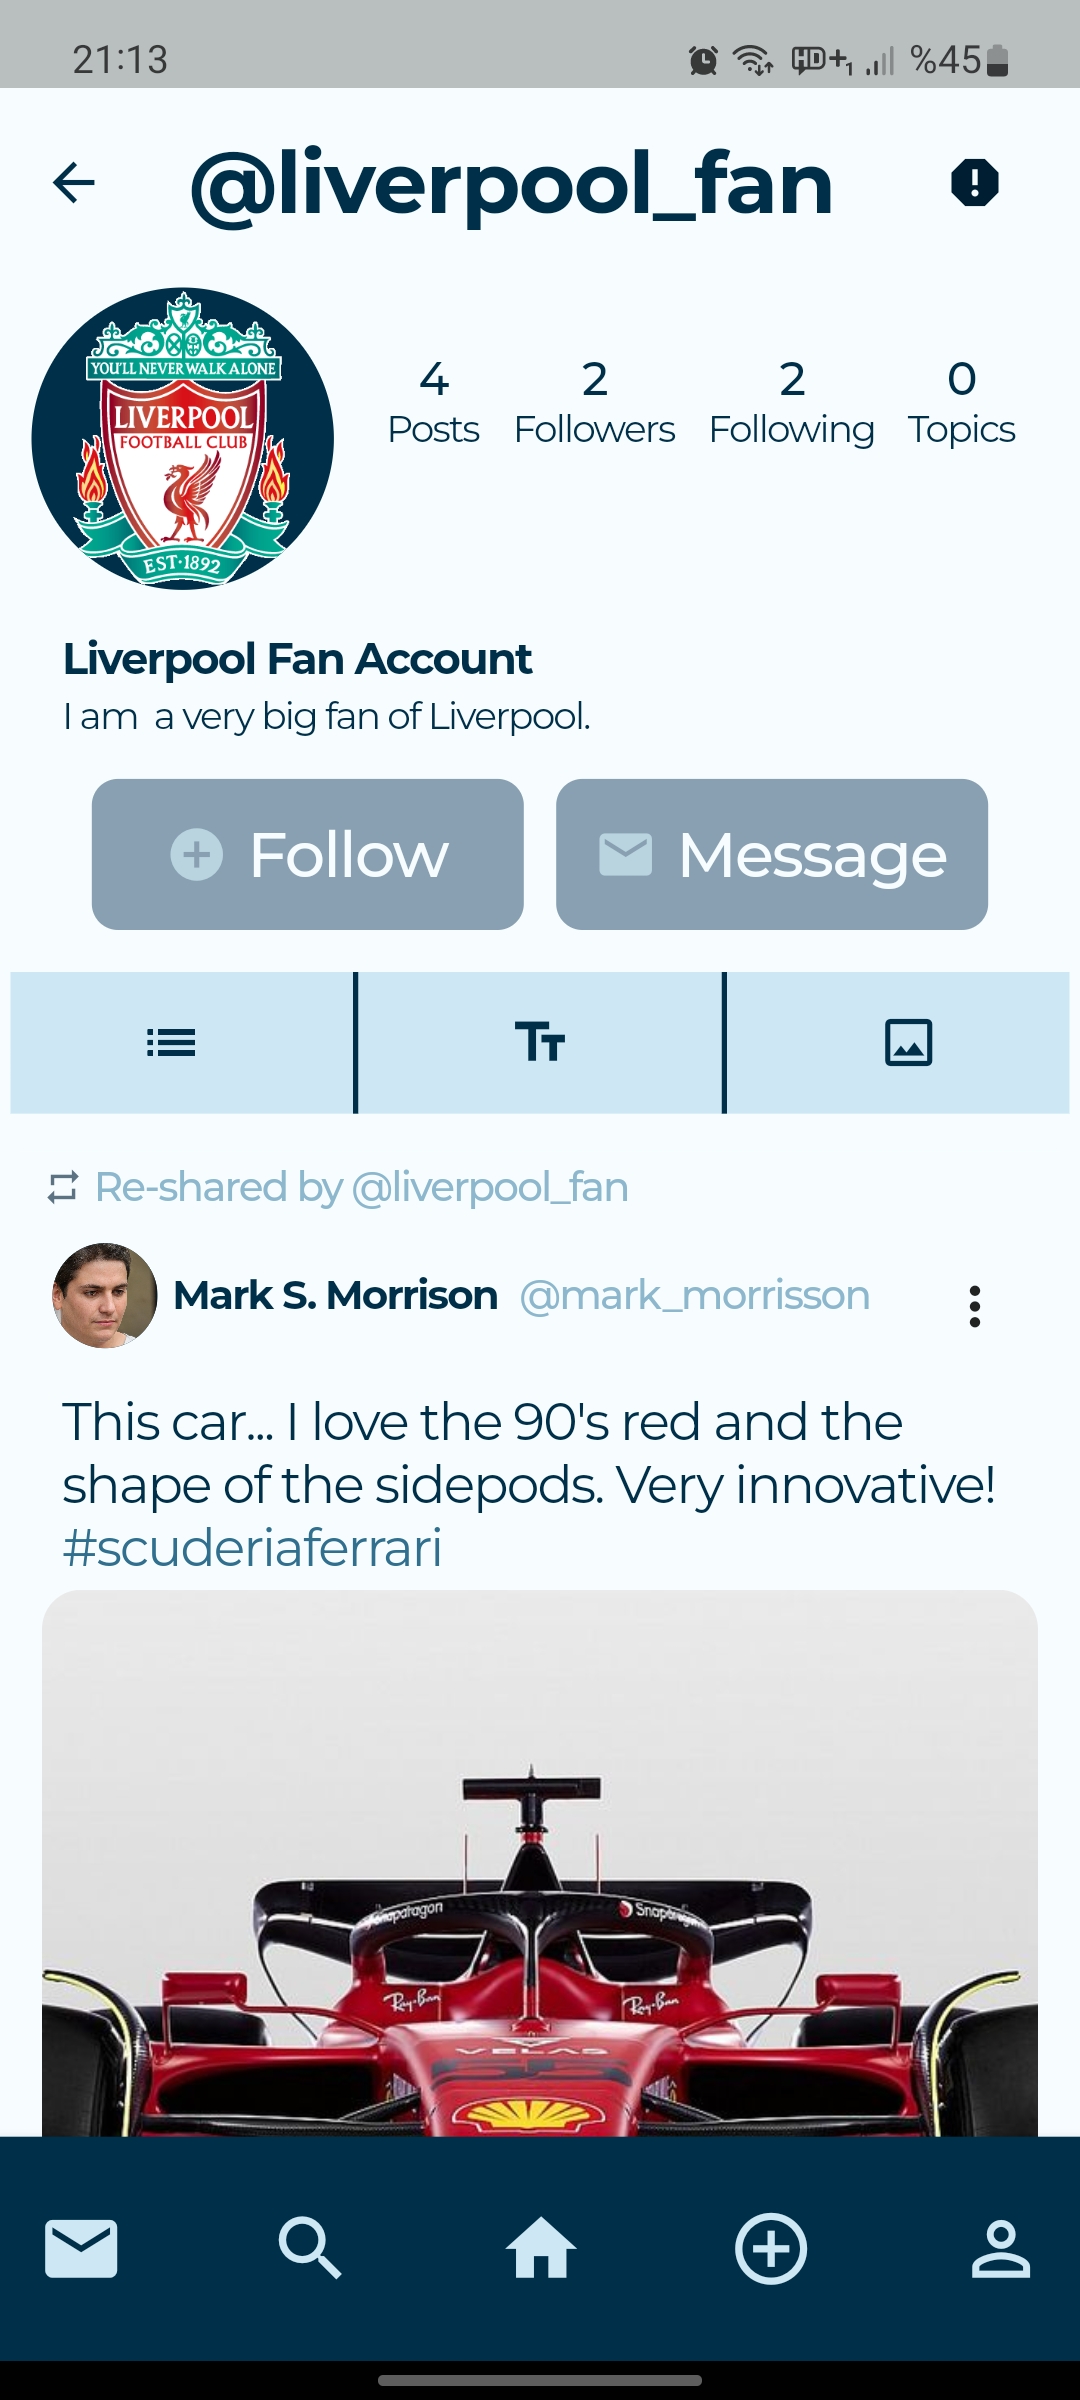 21:13 HD+1 %45
@liverpool_fan
YOU'LL NEVER WALK ALONE
LIVERPOOL
FOOTBALL CLUB
EST·1892
4 2 2 0
Posts Followers Following Topics
Liverpool Fan Account
I am  a very big fan of Liverpool.
Follow Message
Re-shared by @liverpool_fan
Mark S. Morrison @mark_morrisson
This car... I love the 90's red and the
shape of the sidepods. Very innovative!
#scuderiaferrari
Snapdragon Snapdragon
Ray-Ban Ray-Ban
VELAS
55